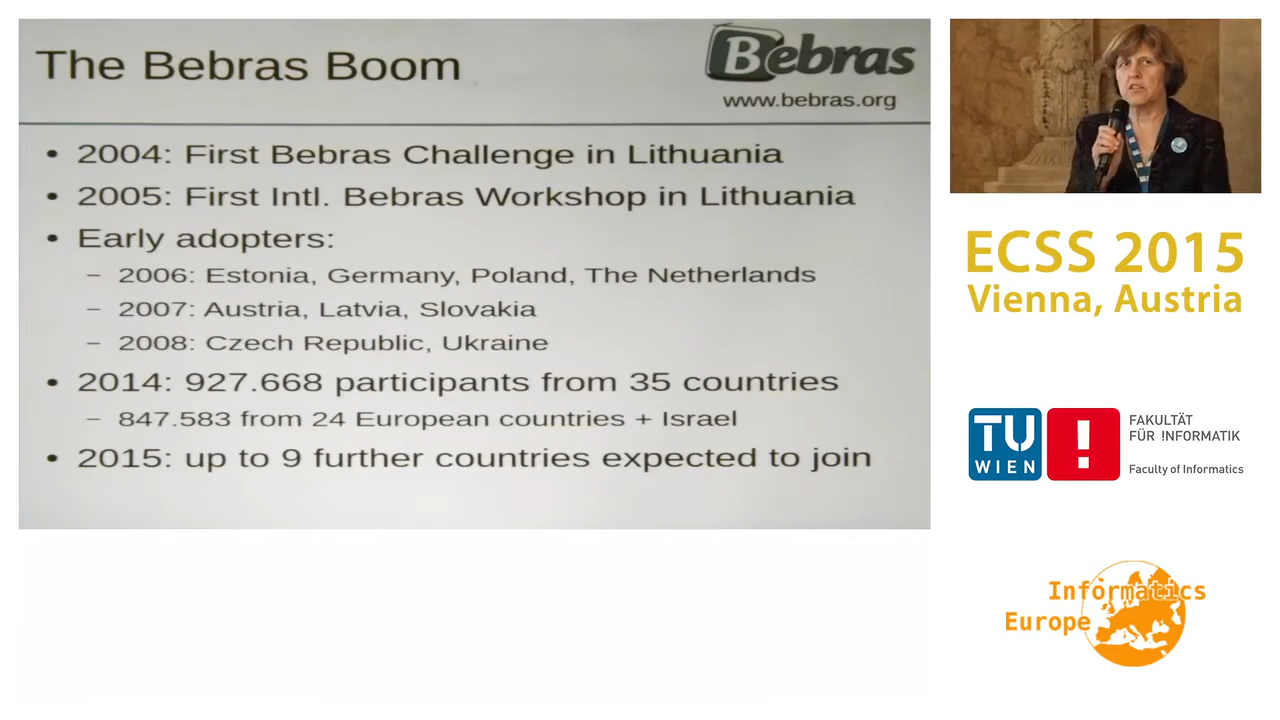 The Bebras Boom
Bebras
www.bebras.org
• 2004: First Bebras Challenge in Lithuania
• 2005: First Intl. Bebras Workshop in Lithuania
• Early adopters:
– 2006: Estonia, Germany, Poland, The Netherlands
– 2007: Austria, Latvia, Slovakia
– 2008: Czech Republic, Ukraine
• 2014: 927.668 participants from 35 countries
– 847.583 from 24 European countries + Israel
• 2015: up to 9 further countries expected to join
ECSS 2015
Vienna, Austria
TU
WIEN
!
FAKULTÄT
FÜR !NFORMATIK
Faculty of Informatics
Informatics
Europe